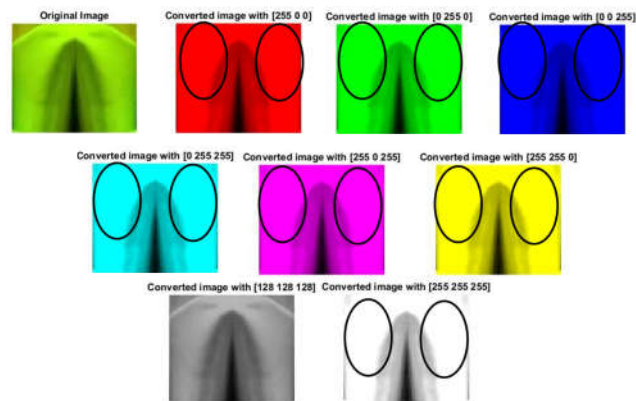 Original Image
Converted image with [255 0 0]
Converted image with [0 255 0]
Converted image with [0 0 255]
Converted image with [0 255 255]
Converted image with [255 0 255]
Converted image with [255 255 0]
Converted image with [128 128 128]
Converted image with [255 255 255]